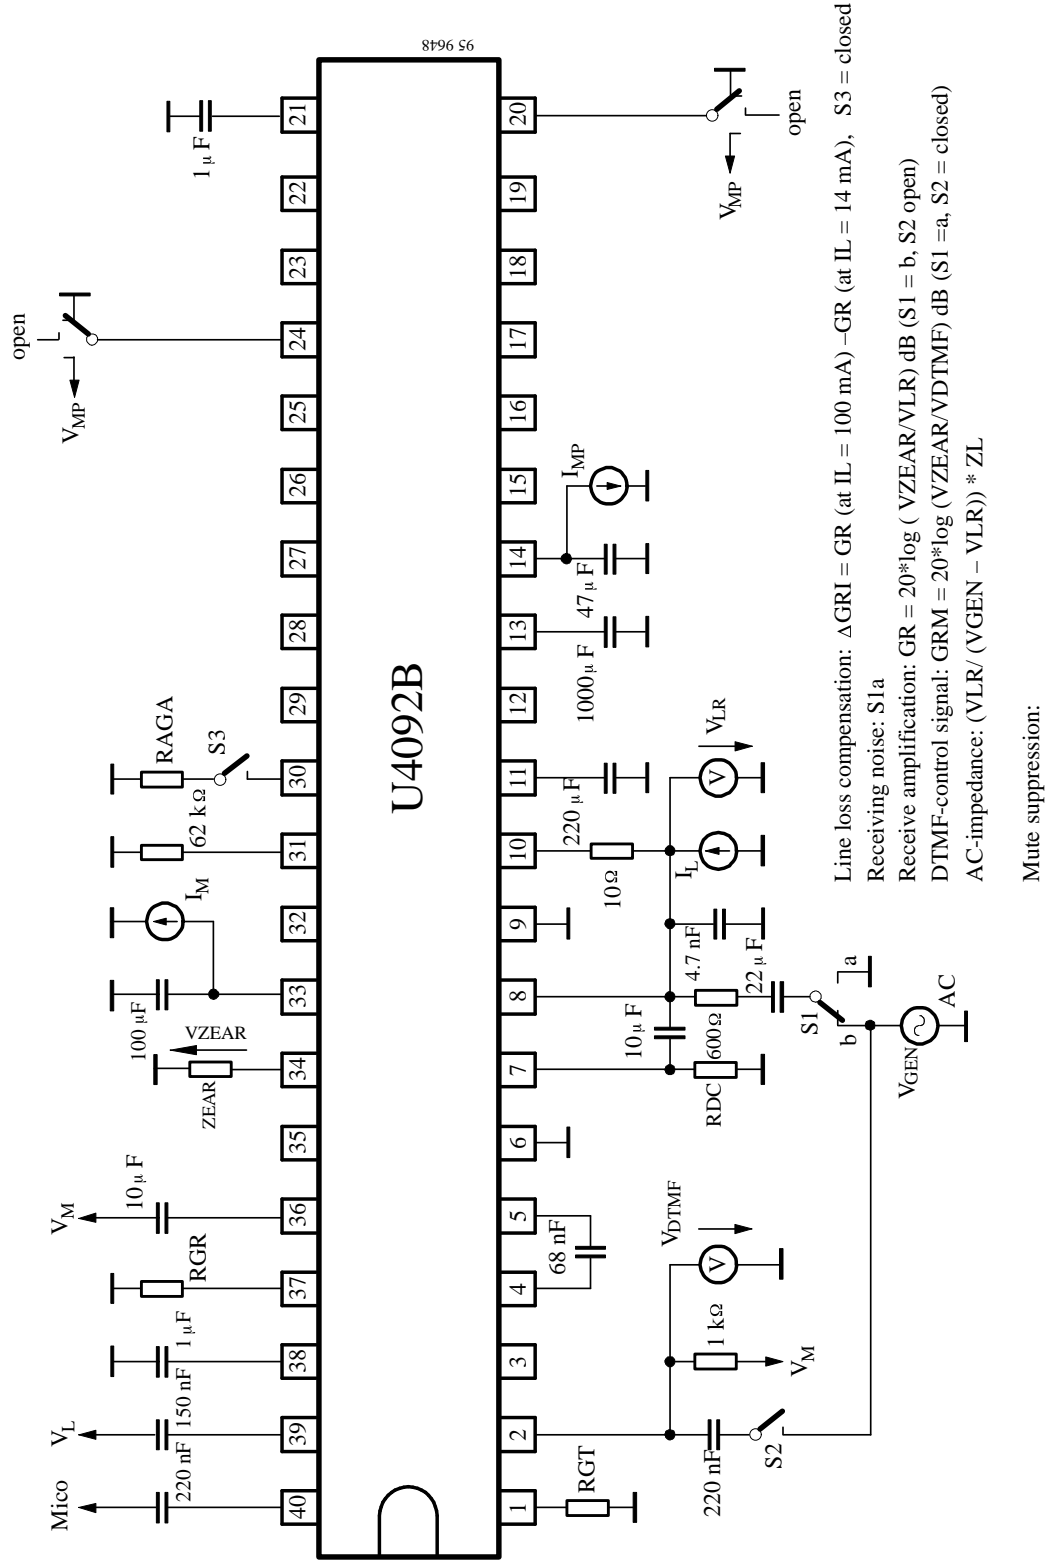 Mico
220 nF
V_L
150 nF
1 µF
RGR
V_M
10 µF
ZEAR
VZEAR
100 µF
I_M
62 kΩ
RAGA
S3
V_MP
open
1 µF
40
39
38
37
36
35
34
33
32
31
30
29
28
27
26
25
24
23
22
21
U4092B
95 9648
1
2
3
4
5
6
7
8
9
10
11
12
13
14
15
16
17
18
19
20
RGT
220 nF
S2
1 kΩ
V_M
V
V_DTMF
68 nF
RDC
10 µF
600 Ω
4.7 nF
22 µF
S1
b
a
V_GEN
AC
10 Ω
I_L
220 µF
V
V_LR
1000 µF
47 µF
I_MP
V_MP
open
Line loss compensation: ΔGRI = GR (at IL = 100 mA) –GR (at IL = 14 mA), S3 = closed
Receiving noise: S1a
Receive amplification: GR = 20*log ( VZEAR/VLR) dB (S1 = b, S2 open)
DTMF-control signal: GRM = 20*log (VZEAR/VDTMF) dB (S1 =a, S2 = closed)
AC-impedance: (VLR/ (VGEN – VLR)) * ZL
Mute suppression: